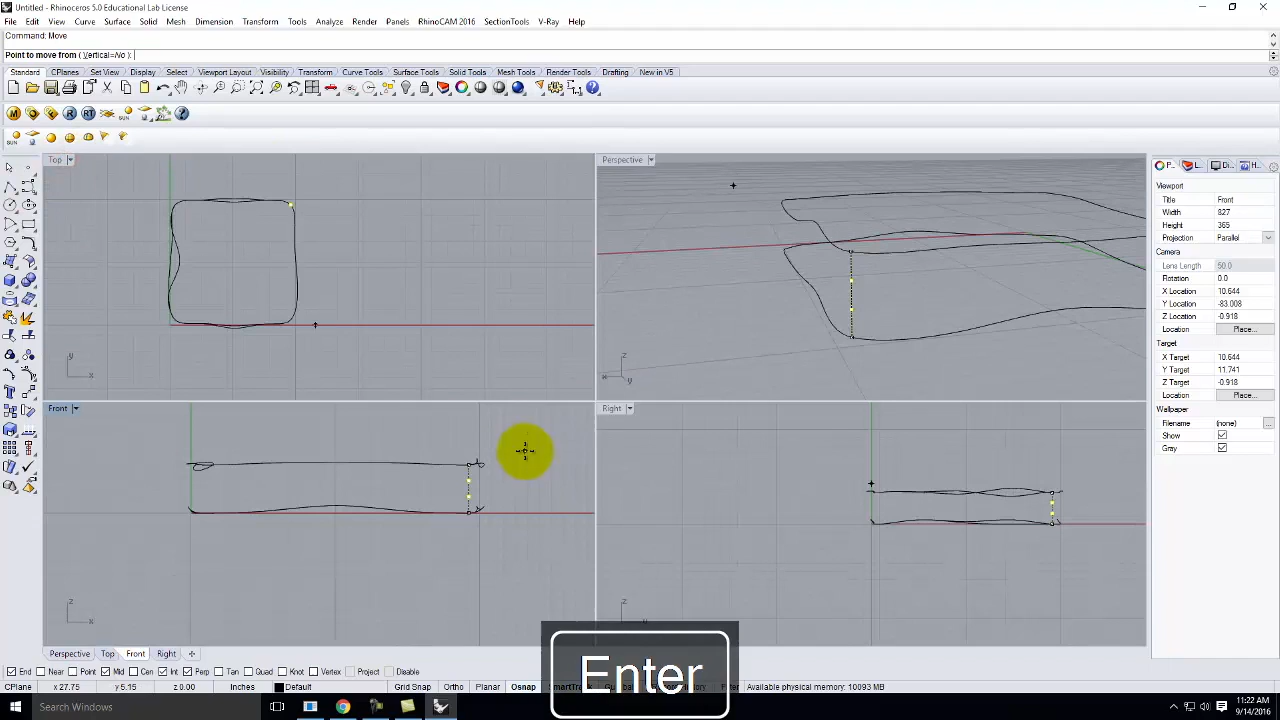 Untitled - Rhinoceros 5.0 Educational Lab License
File Edit View Curve Surface Solid Mesh Dimension Transform Tools Analyze Render Panels RhinoCAM 2016 SectionTools V-Ray Help
Command: Move
Point to move from ( Vertical=No ):
Standard CPlanes Set View Display Select Viewport Layout Visibility Transform Curve Tools Surface Tools Solid Tools Mesh Tools Render Tools Drafting New in V5
Top
Perspective
P... L... Di... H...
Viewport
Title Front
Width 827
Height 365
Projection Parallel
Camera
Lens Length 50.0
Rotation 0.0
X Location 10.644
Y Location -83.008
Z Location -0.918
Location Place...
Target
X Target 10.644
Y Target 11.741
Z Target -0.918
Location Place...
Wallpaper
Filename (none) ...
Show
Gray
y
x
z
x
y
Front
Right
z
x
z
y
Perspective Top Front Right
Enter
End Near Point Mid Cen Int Perp Tan Quad Knot Vertex Project Disable
CPlane x 27.75 y 5.15 z 0.00 Inches Default Grid Snap Ortho Planar Osnap SmartTrack Available physical memory: 10093 MB
Search Windows
11:22 AM
9/14/2016